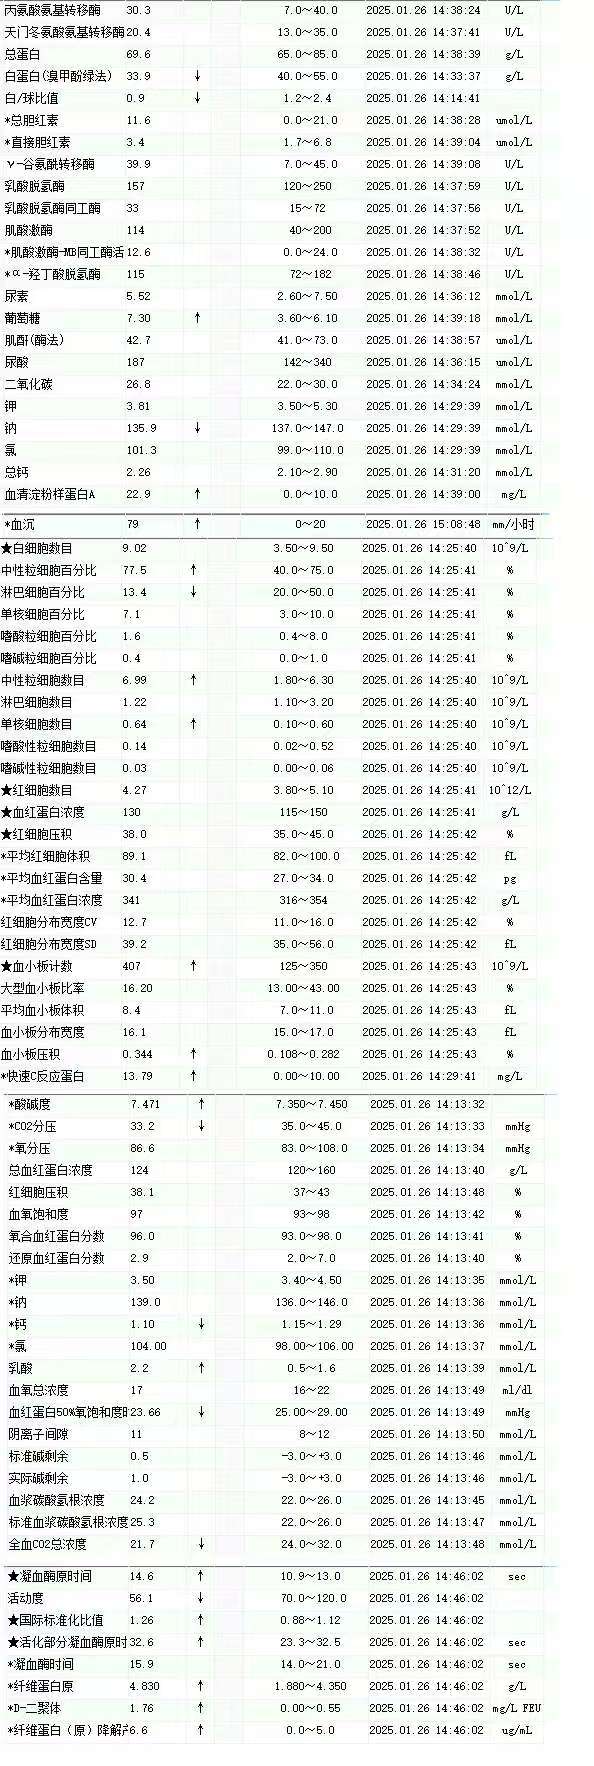 丙氨酸氨基转移酶 30.3 7.0～40.0 2025.01.26 14:38:24 U/L
天门冬氨酸氨基转移酶 20.4 13.0～35.0 2025.01.26 14:37:41 U/L
总蛋白 69.6 65.0～85.0 2025.01.26 14:38:39 g/L
白蛋白(溴甲酚绿法) 33.9 ↓ 40.0～55.0 2025.01.26 14:33:37 g/L
白/球比值 0.9 ↓ 1.2～2.4 2025.01.26 14:14:41
*总胆红素 11.6 0.0～21.0 2025.01.26 14:38:28 umol/L
*直接胆红素 3.4 1.7～6.8 2025.01.26 14:39:04 umol/L
γ-谷氨酰转移酶 39.9 7.0～45.0 2025.01.26 14:39:08 U/L
乳酸脱氢酶 157 120～250 2025.01.26 14:37:59 U/L
乳酸脱氢酶同工酶 33 15～72 2025.01.26 14:37:56 U/L
肌酸激酶 114 40～200 2025.01.26 14:37:52 U/L
*肌酸激酶-MB同工酶活 12.6 0.0～24.0 2025.01.26 14:38:32 U/L
*α-羟丁酸脱氢酶 115 72～182 2025.01.26 14:38:46 U/L
尿素 5.52 2.60～7.50 2025.01.26 14:36:12 mmol/L
葡萄糖 7.30 ↑ 3.60～6.10 2025.01.26 14:39:18 mmol/L
肌酐(酶法) 42.7 41.0～73.0 2025.01.26 14:38:57 umol/L
尿酸 187 142～340 2025.01.26 14:36:15 umol/L
二氧化碳 26.8 22.0～30.0 2025.01.26 14:34:24 mmol/L
钾 3.81 3.50～5.30 2025.01.26 14:29:39 mmol/L
钠 135.9 ↓ 137.0～147.0 2025.01.26 14:29:39 mmol/L
氯 101.3 99.0～110.0 2025.01.26 14:29:39 mmol/L
总钙 2.26 2.10～2.90 2025.01.26 14:31:20 mmol/L
血清淀粉样蛋白A 22.9 ↑ 0.0～10.0 2025.01.26 14:39:00 mg/L
*血沉 79 ↑ 0～20 2025.01.26 15:08:48 mm/小时
★白细胞数目 9.02 3.50～9.50 2025.01.26 14:25:40 10^9/L
中性粒细胞百分比 77.5 ↑ 40.0～75.0 2025.01.26 14:25:41 %
淋巴细胞百分比 13.4 ↓ 20.0～50.0 2025.01.26 14:25:41 %
单核细胞百分比 7.1 3.0～10.0 2025.01.26 14:25:41 %
嗜酸粒细胞百分比 1.6 0.4～8.0 2025.01.26 14:25:41 %
嗜碱粒细胞百分比 0.4 0.0～1.0 2025.01.26 14:25:41 %
中性粒细胞数目 6.99 ↑ 1.80～6.30 2025.01.26 14:25:40 10^9/L
淋巴细胞数目 1.22 1.10～3.20 2025.01.26 14:25:40 10^9/L
单核细胞数目 0.64 ↑ 0.10～0.60 2025.01.26 14:25:40 10^9/L
嗜酸性粒细胞数目 0.14 0.02～0.52 2025.01.26 14:25:40 10^9/L
嗜碱性粒细胞数目 0.03 0.00～0.06 2025.01.26 14:25:40 10^9/L
★红细胞数目 4.27 3.80～5.10 2025.01.26 14:25:41 10^12/L
★血红蛋白浓度 130 115～150 2025.01.26 14:25:41 g/L
★红细胞压积 38.0 35.0～45.0 2025.01.26 14:25:42 %
*平均红细胞体积 89.1 82.0～100.0 2025.01.26 14:25:42 fL
*平均血红蛋白含量 30.4 27.0～34.0 2025.01.26 14:25:42 pg
*平均血红蛋白浓度 341 316～354 2025.01.26 14:25:42 g/L
红细胞分布宽度CV 12.7 11.0～16.0 2025.01.26 14:25:42 %
红细胞分布宽度SD 39.2 35.0～56.0 2025.01.26 14:25:42 fL
★血小板计数 407 ↑ 125～350 2025.01.26 14:25:43 10^9/L
大型血小板比率 16.20 13.00～43.00 2025.01.26 14:25:43 %
平均血小板体积 8.4 7.0～11.0 2025.01.26 14:25:43 fL
血小板分布宽度 16.1 15.0～17.0 2025.01.26 14:25:43 fL
血小板压积 0.344 ↑ 0.108～0.282 2025.01.26 14:25:43 %
*快速C反应蛋白 13.79 ↑ 0.00～10.00 2025.01.26 14:29:41 mg/L
*酸碱度 7.471 ↑ 7.350～7.450 2025.01.26 14:13:32
*CO2分压 33.2 ↓ 35.0～45.0 2025.01.26 14:13:33 mmHg
*氧分压 86.6 83.0～108.0 2025.01.26 14:13:34 mmHg
总血红蛋白浓度 124 120～160 2025.01.26 14:13:40 g/L
红细胞压积 38.1 37～43 2025.01.26 14:13:48 %
血氧饱和度 97 93～98 2025.01.26 14:13:42 %
氧合血红蛋白分数 96.0 93.0～98.0 2025.01.26 14:13:41 %
还原血红蛋白分数 2.9 2.0～7.0 2025.01.26 14:13:40 %
*钾 3.50 3.40～4.50 2025.01.26 14:13:35 mmol/L
*钠 139.0 136.0～146.0 2025.01.26 14:13:36 mmol/L
*钙 1.10 ↓ 1.15～1.29 2025.01.26 14:13:36 mmol/L
*氯 104.00 98.00～106.00 2025.01.26 14:13:37 mmol/L
乳酸 2.2 ↑ 0.5～1.6 2025.01.26 14:13:39 mmol/L
血氧总浓度 17 16～22 2025.01.26 14:13:49 ml/dl
血红蛋白50%氧饱和度时 23.66 ↓ 25.00～29.00 2025.01.26 14:13:49 mmHg
阴离子间隙 11 8～12 2025.01.26 14:13:50 mmol/L
标准碱剩余 0.5 -3.0～+3.0 2025.01.26 14:13:46 mmol/L
实际碱剩余 1.0 -3.0～+3.0 2025.01.26 14:13:46 mmol/L
血浆碳酸氢根浓度 24.2 22.0～26.0 2025.01.26 14:13:45 mmol/L
标准血浆碳酸氢根浓度 25.3 22.0～26.0 2025.01.26 14:13:47 mmol/L
全血CO2总浓度 21.7 ↓ 24.0～32.0 2025.01.26 14:13:48 mmol/L
★凝血酶原时间 14.6 ↑ 10.9～13.0 2025.01.26 14:46:02 sec
活动度 56.1 ↓ 70.0～120.0 2025.01.26 14:46:02
★国际标准化比值 1.26 ↑ 0.88～1.12 2025.01.26 14:46:02
★活化部分凝血酶原时 32.6 ↑ 23.3～32.5 2025.01.26 14:46:02 sec
*凝血酶时间 15.9 14.0～21.0 2025.01.26 14:46:02 sec
*纤维蛋白原 4.830 ↑ 1.880～4.350 2025.01.26 14:46:02 g/L
*D-二聚体 1.76 ↑ 0.00～0.55 2025.01.26 14:46:02 mg/L FEU
*纤维蛋白（原）降解产 6.6 ↑ 0.0～5.0 2025.01.26 14:46:02 ug/mL